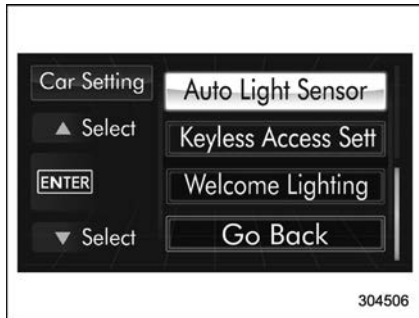 Car Setting
▲ Select
ENTER
▼ Select
Auto Light Sensor
Keyless Access Sett
Welcome Lighting
Go Back
304506